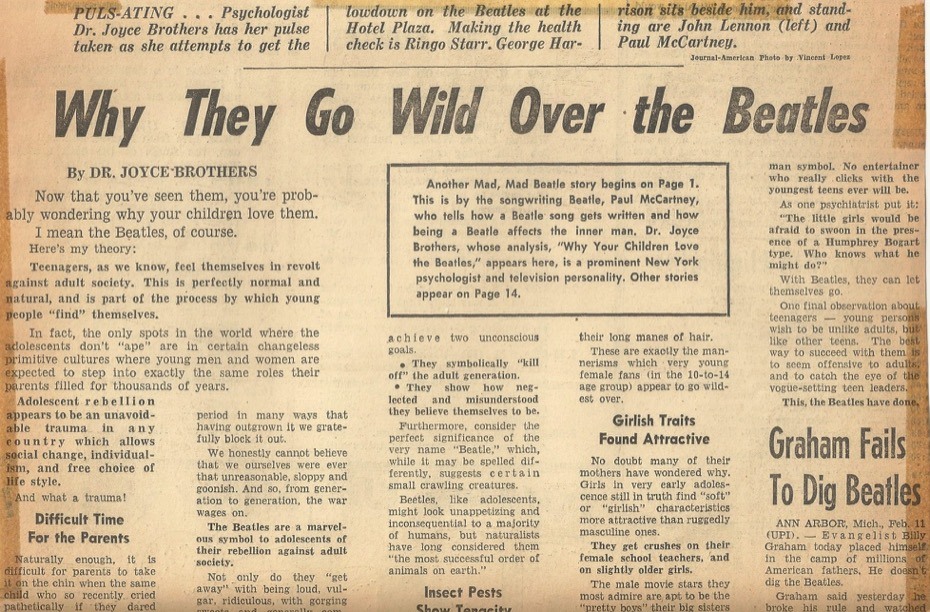 PULS-ATING . . . Psychologist
Dr. Joyce Brothers has her pulse
taken as she attempts to get the
lowdown on the Beatles at the
Hotel Plaza. Making the health
check is Ringo Starr. George Har-
rison sits beside him, and stand-
ing are John Lennon (left) and
Paul McCartney.
Journal-American Photo by Vincent Lopez
Why They Go Wild Over the Beatles
By DR. JOYCE BROTHERS
Now that you've seen them, you're prob-
ably wondering why your children love them.
I mean the Beatles, of course.
Here's my theory:
Teenagers, as we know, feel themselves in revolt
against adult society. This is perfectly normal and
natural, and is part of the process by which young
people "find" themselves.
In fact, the only spots in the world where the
adolescents don't "ape" are in certain changeless
primitive cultures where young men and women are
expected to step into exactly the same roles their
parents filled for thousands of years.
Adolescent rebellion
appears to be an unavoid-
able trauma in any
country which allows
social change, individual-
ism, and free choice of
life style.
And what a trauma!
Difficult Time
For the Parents
Naturally enough, it is
difficult for parents to take
it on the chin when the same
child who so recently cried
pathetically if they dared
period in many ways that
having outgrown it we grate-
fully block it out.
We honestly cannot believe
that we ourselves were ever
that unreasonable, sloppy and
goonish. And so, from gener-
ation to generation, the war
wages on.
The Beatles are a marvel-
ous symbol to adolescents of
their rebellion against adult
society.
Not only do they "get
away" with being loud, vul-
gar, ridiculous, with gorging
Another Mad, Mad Beatle story begins on Page 1.
This is by the songwriting Beatle, Paul McCartney,
who tells how a Beatle song gets written and how
being a Beatle affects the inner man. Dr. Joyce
Brothers, whose analysis, "Why Your Children Love
the Beatles," appears here, is a prominent New York
psychologist and television personality. Other stories
appear on Page 14.
achieve two unconscious
goals.
• They symbolically "kill
off" the adult generation.
• They show how neg-
lected and misunderstood
they believe themselves to be.
Furthermore, consider the
perfect significance of the
very name "Beatle," which,
while it may be spelled dif-
ferently, suggests certain
small crawling creatures.
Beetles, like adolescents,
might look unappetizing and
inconsequential to a majority
of humans, but naturalists
have long considered them
"the most successful order of
animals on earth."
Insect Pests
Show Tenacity
their long manes of hair.
These are exactly the man-
nerisms which very young
female fans (in the 10-to-14
age group) appear to go wild-
est over.
Girlish Traits
Found Attractive
No doubt many of their
mothers have wondered why.
Girls in very early adoles-
cence still in truth find "soft"
or "girlish" characteristics
more attractive than ruggedly
masculine ones.
They get crushes on their
female school teachers, and
on slightly older girls.
The male movie stars they
most admire are apt to be the
"pretty boys" their big sisters
man symbol. No entertainer
who really clicks with the
youngest teens ever will be.
As one psychiatrist put it:
"The little girls would be
afraid to swoon in the pres-
ence of a Humphrey Bogart
type. Who knows what he
might do?"
With Beatles, they can let
themselves go.
One final observation about
teenagers — young persons
wish to be unlike adults, but
like other teens. The best
way to succeed with them is
to seem offensive to adults,
and to catch the eye of the
vogue-setting teen leaders.
This, the Beatles have done.
Graham Fails
To Dig Beatles
ANN ARBOR, Mich., Feb. 11
(UPI). — Evangelist Billy
Graham today placed himself
in the camp of millions of
American fathers. He doesn't
dig the Beatles.
Graham said yesterday he
broke his rule and watched